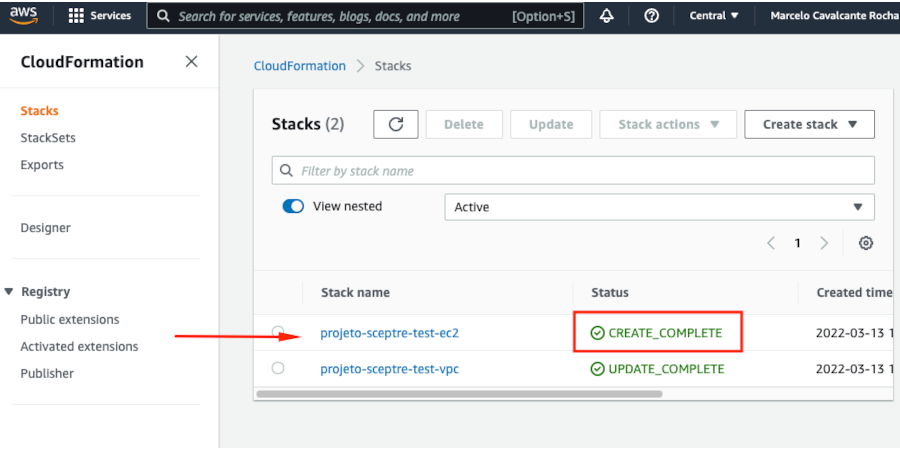 aws Services Search for services, features, blogs, docs, and more [Option+S] Central Marcelo Cavalcante Rocha
CloudFormation
Stacks
StackSets
Exports
Designer
Registry
Public extensions
Activated extensions
Publisher
CloudFormation > Stacks
Stacks (2) Delete Update Stack actions Create stack
Filter by stack name
View nested Active
1
Stack name Status Created time
projeto-sceptre-test-ec2 CREATE_COMPLETE 2022-03-13 1
projeto-sceptre-test-vpc UPDATE_COMPLETE 2022-03-13 1